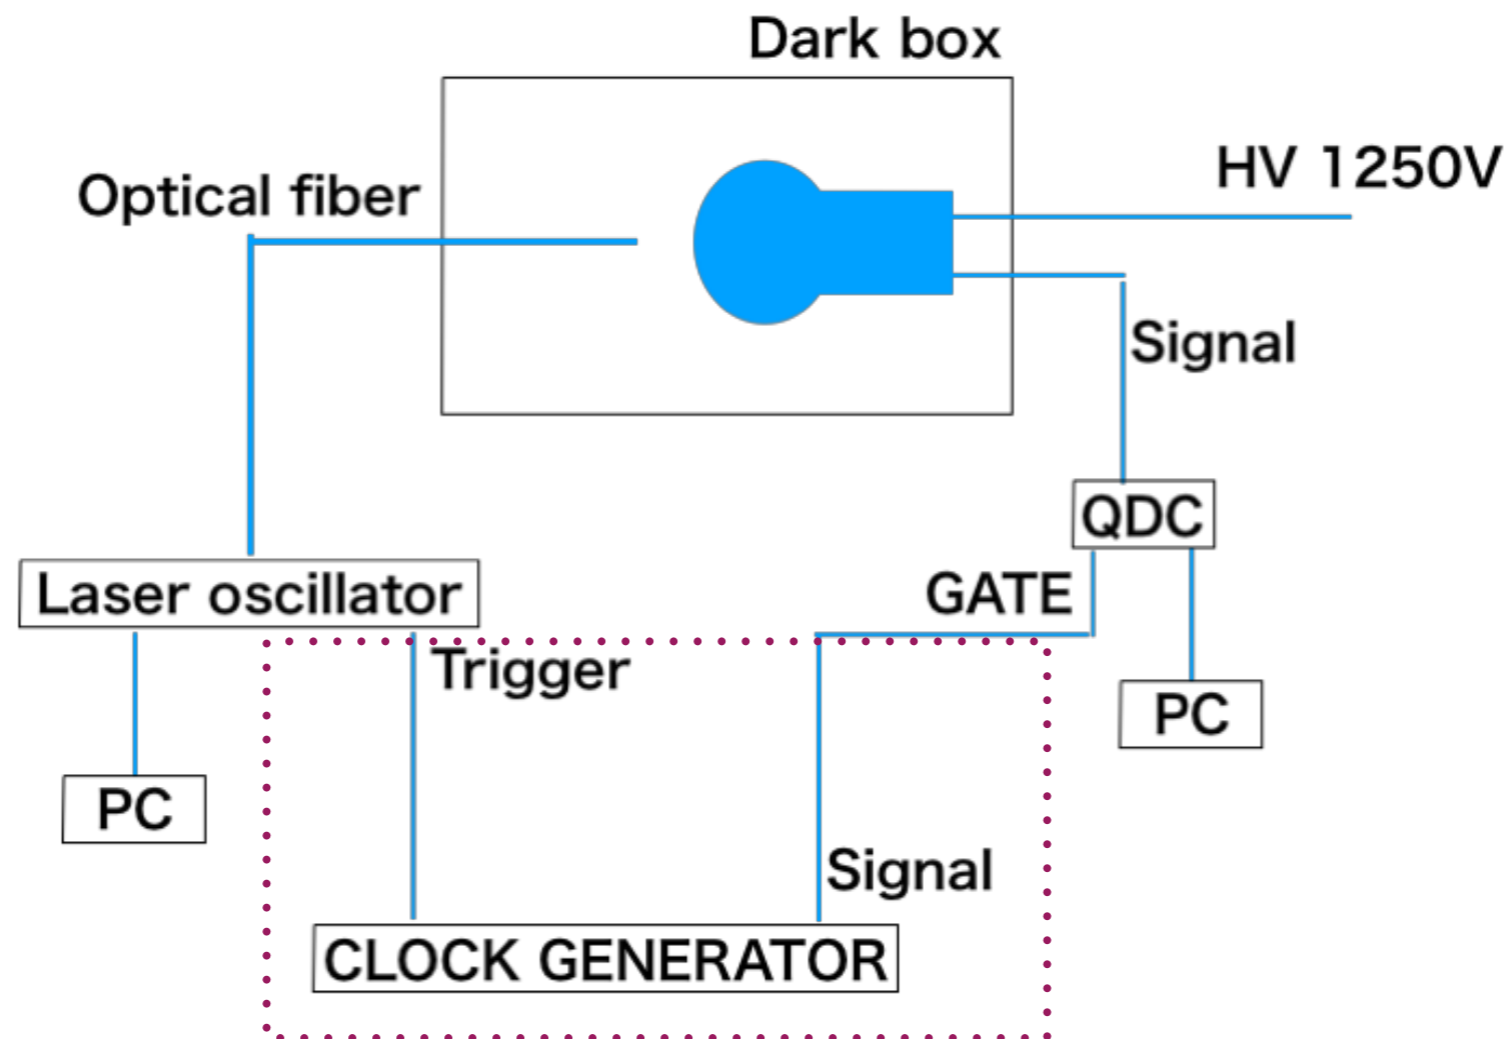 Dark box
HV 1250V
Optical fiber
Signal
QDC
Laser oscillator
GATE
Trigger
PC
PC
Signal
CLOCK GENERATOR